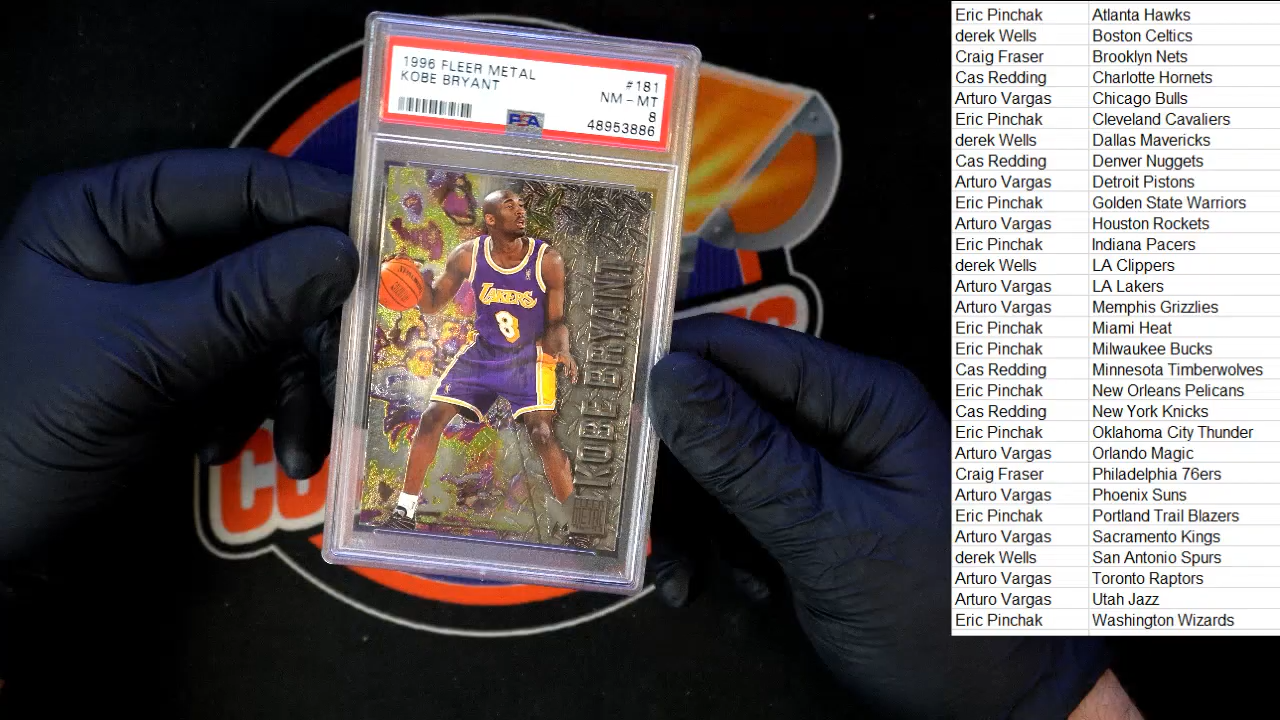 1996 FLEER METAL
KOBE BRYANT
#181
NM - MT
8
48953886
PSA
LAKERS
8
KOBE BRYANT
METAL
Eric Pinchak Atlanta Hawks
derek Wells Boston Celtics
Craig Fraser Brooklyn Nets
Cas Redding Charlotte Hornets
Arturo Vargas Chicago Bulls
Eric Pinchak Cleveland Cavaliers
derek Wells Dallas Mavericks
Cas Redding Denver Nuggets
Arturo Vargas Detroit Pistons
Eric Pinchak Golden State Warriors
Arturo Vargas Houston Rockets
Eric Pinchak Indiana Pacers
derek Wells LA Clippers
Arturo Vargas LA Lakers
Arturo Vargas Memphis Grizzlies
Eric Pinchak Miami Heat
Eric Pinchak Milwaukee Bucks
Cas Redding Minnesota Timberwolves
Eric Pinchak New Orleans Pelicans
Cas Redding New York Knicks
Eric Pinchak Oklahoma City Thunder
Arturo Vargas Orlando Magic
Craig Fraser Philadelphia 76ers
Arturo Vargas Phoenix Suns
Eric Pinchak Portland Trail Blazers
Arturo Vargas Sacramento Kings
derek Wells San Antonio Spurs
Arturo Vargas Toronto Raptors
Arturo Vargas Utah Jazz
Eric Pinchak Washington Wizards